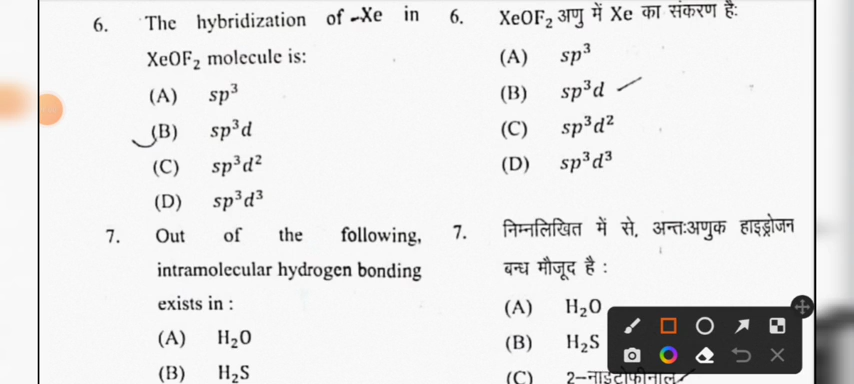 6. The hybridization of Xe in
XeOF₂ molecule is:
(A) sp³
(B) sp³d
(C) sp³d²
(D) sp³d³
7. Out of the following,
intramolecular hydrogen bonding
exists in :
(A) H₂O
(B) H₂S
6. XeOF₂ अणु में Xe का संकरण है:
(A) sp³
(B) sp³d
(C) sp³d²
(D) sp³d³
7. निम्नलिखित में से, अन्तःअणुक हाइड्रोजन
बन्ध मौजूद है :
(A) H₂O
(B) H₂S
(C) 2-नाइट्रोफीनाल